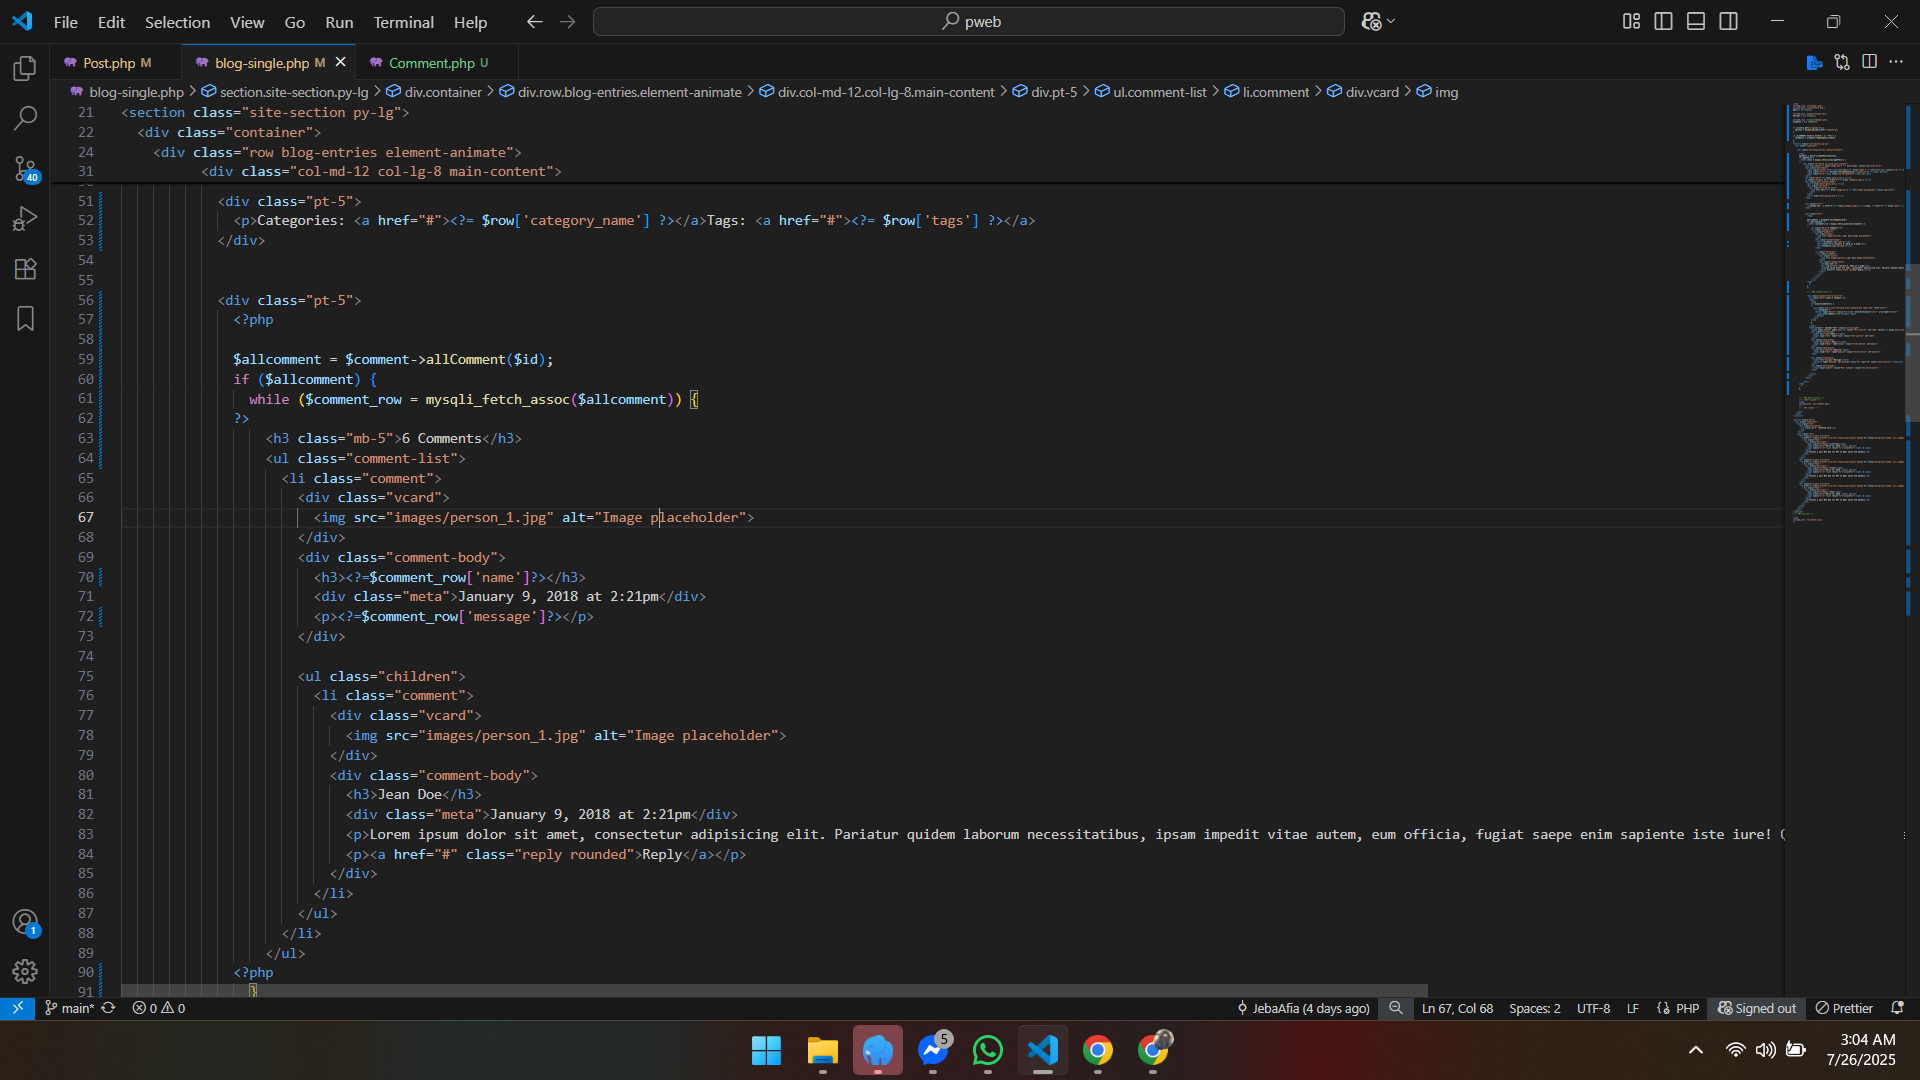 File Edit Selection View Go Run Terminal Help pweb
Post.php M blog-single.php M Comment.php U
blog-single.php > section.site-section.py-lg > div.container > div.row.blog-entries.element-animate > div.col-md-12.col-lg-8.main-content > div.pt-5 > ul.comment-list > li.comment > div.vcard > img
21 <section class="site-section py-lg">
22 <div class="container">
24 <div class="row blog-entries element-animate">
31 <div class="col-md-12 col-lg-8 main-content">
51 <div class="pt-5">
52 <p>Categories: <a href="#"><?= $row['category_name'] ?></a>Tags: <a href="#"><?= $row['tags'] ?></a>
53 </div>
54
55
56 <div class="pt-5">
57 <?php
58
59 $allcomment = $comment->allComment($id);
60 if ($allcomment) {
61 while ($comment_row = mysqli_fetch_assoc($allcomment)) {
62 ?>
63 <h3 class="mb-5">6 Comments</h3>
64 <ul class="comment-list">
65 <li class="comment">
66 <div class="vcard">
67 <img src="images/person_1.jpg" alt="Image placeholder">
68 </div>
69 <div class="comment-body">
70 <h3><?=$comment_row['name']?></h3>
71 <div class="meta">January 9, 2018 at 2:21pm</div>
72 <p><?=$comment_row['message']?></p>
73 </div>
74
75 <ul class="children">
76 <li class="comment">
77 <div class="vcard">
78 <img src="images/person_1.jpg" alt="Image placeholder">
79 </div>
80 <div class="comment-body">
81 <h3>Jean Doe</h3>
82 <div class="meta">January 9, 2018 at 2:21pm</div>
83 <p>Lorem ipsum dolor sit amet, consectetur adipisicing elit. Pariatur quidem laborum necessitatibus, ipsam impedit vitae autem, eum officia, fugiat saepe enim sapiente iste iure!
84 <p><a href="#" class="reply rounded">Reply</a></p>
85 </div>
86 </li>
87 </ul>
88 </li>
89 </ul>
90 <?php
91 }
40
1
main* 0 0 JebaAfia (4 days ago) Ln 67, Col 68 Spaces: 2 UTF-8 LF PHP Signed out Prettier
5
3:04 AM
7/26/2025